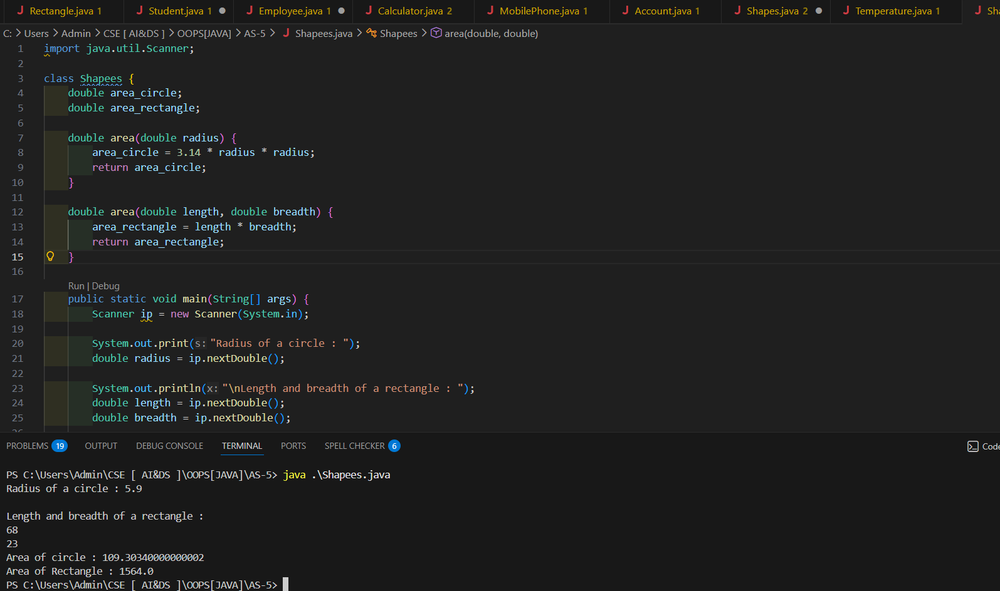 Rectangle.java 1 Student.java 1 Employee.java 1 Calculator.java 2 MobilePhone.java 1 Account.java 1 Shapes.java 2 Temperature.java 1
C: > Users > Admin > CSE [ AI&DS ] > OOPS[JAVA] > AS-5 > Shapees.java > Shapees > area(double, double)
1 import java.util.Scanner;
2
3 class Shapees {
4 double area_circle;
5 double area_rectangle;
6
7 double area(double radius) {
8 area_circle = 3.14 * radius * radius;
9 return area_circle;
10 }
11
12 double area(double length, double breadth) {
13 area_rectangle = length * breadth;
14 return area_rectangle;
15 }
16
Run | Debug
17 public static void main(String[] args) {
18 Scanner ip = new Scanner(System.in);
19
20 System.out.print(s:"Radius of a circle : ");
21 double radius = ip.nextDouble();
22
23 System.out.println(x:"\nLength and breadth of a rectangle : ");
24 double length = ip.nextDouble();
25 double breadth = ip.nextDouble();
PROBLEMS 19 OUTPUT DEBUG CONSOLE TERMINAL PORTS SPELL CHECKER 6
PS C:\Users\Admin\CSE [ AI&DS ]\OOPS[JAVA]\AS-5> java .\Shapees.java
Radius of a circle : 5.9
Length and breadth of a rectangle :
68
23
Area of circle : 109.30340000000002
Area of Rectangle : 1564.0
PS C:\Users\Admin\CSE [ AI&DS ]\OOPS[JAVA]\AS-5>